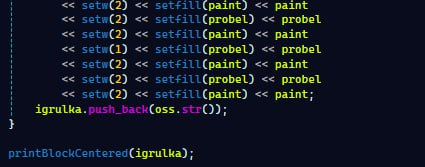 << setw(2) << setfill(paint) << paint
<< setw(2) << setfill(probel) << probel
<< setw(2) << setfill(paint) << paint
<< setw(1) << setfill(probel) << probel
<< setw(2) << setfill(paint) << paint
<< setw(2) << setfill(probel) << probel
<< setw(2) << setfill(paint) << paint;
igrulka.push_back(oss.str());
}
printBlockCentered(igrulka);